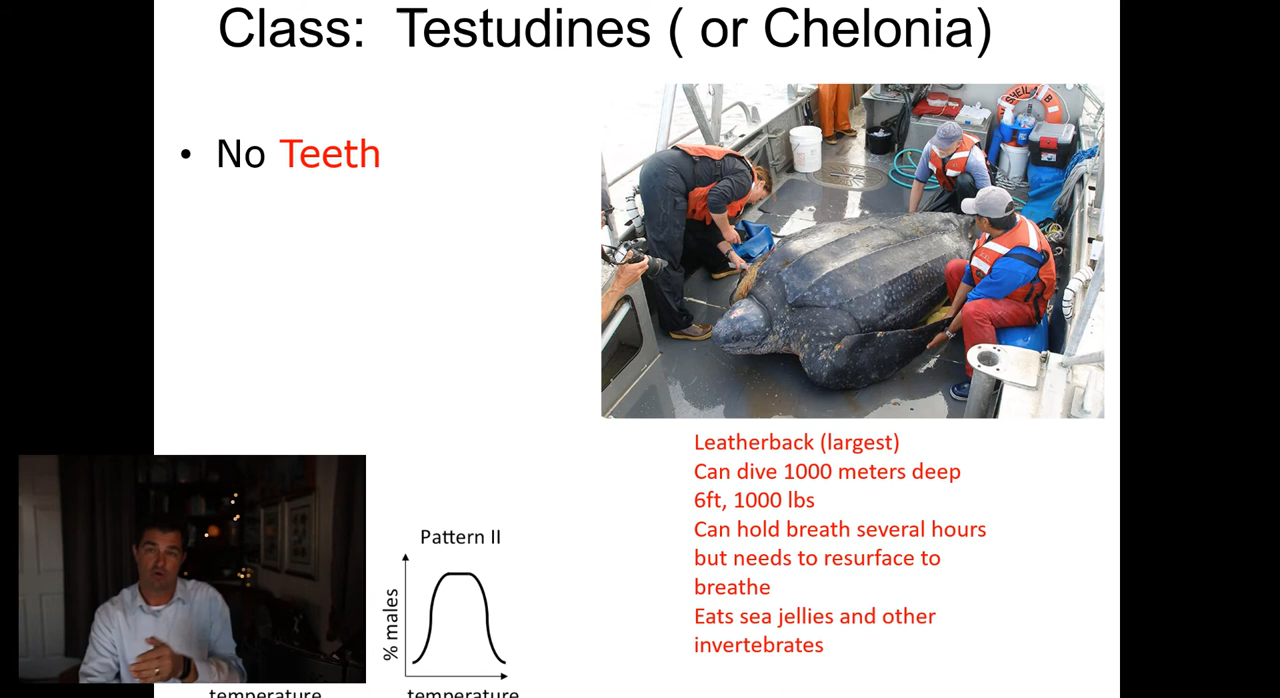 Class: Testudines ( or Chelonia)
• No Teeth
Leatherback (largest)
Can dive 1000 meters deep
6ft, 1000 lbs
Can hold breath several hours
but needs to resurface to
breathe
Eats sea jellies and other
invertebrates
Pattern II
% males
temperature
temperature